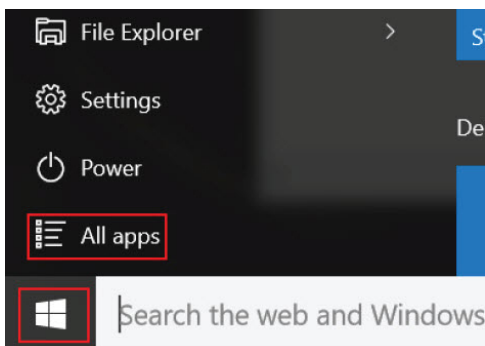 File Explorer >
Settings
Power
All apps
Search the web and Windows